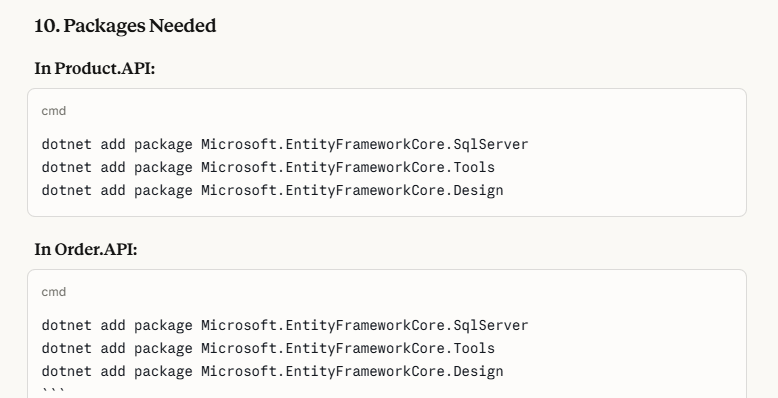 10. Packages Needed
In Product.API:
cmd
dotnet add package Microsoft.EntityFrameworkCore.SqlServer
dotnet add package Microsoft.EntityFrameworkCore.Tools
dotnet add package Microsoft.EntityFrameworkCore.Design
In Order.API:
cmd
dotnet add package Microsoft.EntityFrameworkCore.SqlServer
dotnet add package Microsoft.EntityFrameworkCore.Tools
dotnet add package Microsoft.EntityFrameworkCore.Design
```